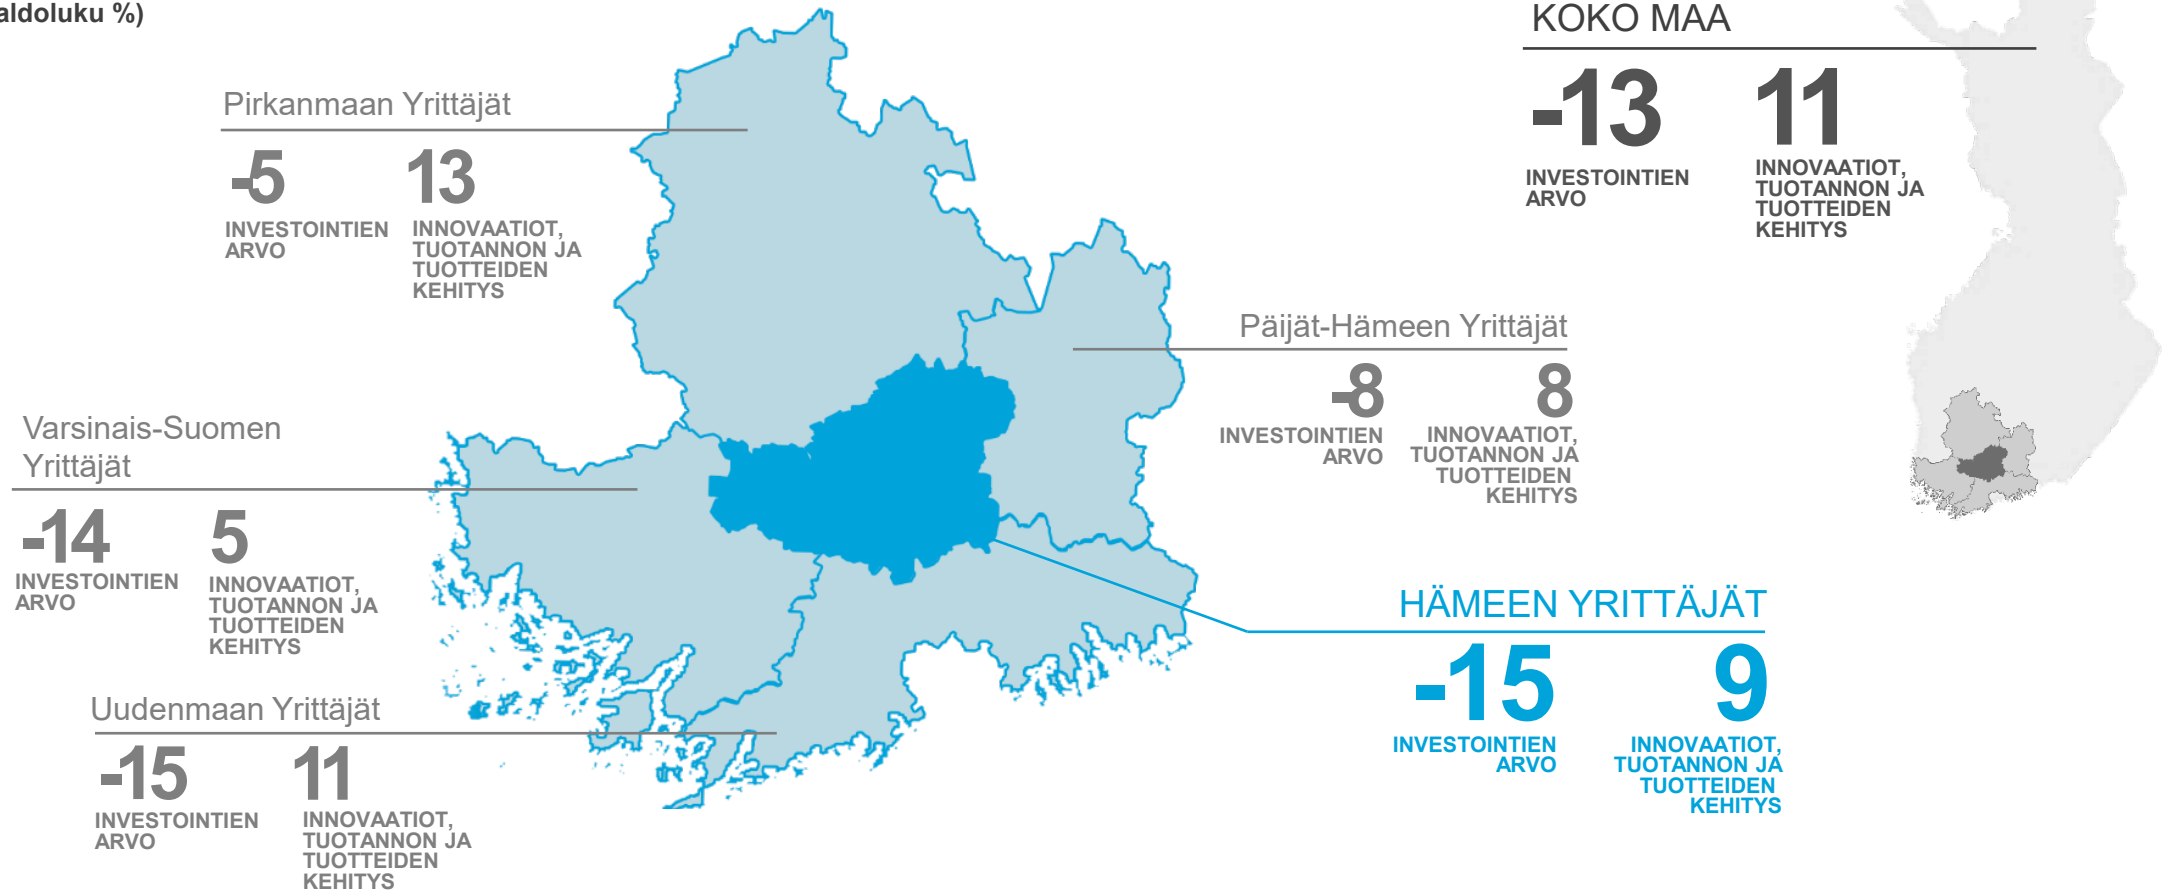 aldoluku %)
KOKO MAA
-13
11
INVESTOINTIEN
ARVO
INNOVAATIOT,
TUOTANNON JA
TUOTTEIDEN
KEHITYS
Pirkanmaan Yrittäjät
-5
13
INVESTOINTIEN
ARVO
INNOVAATIOT,
TUOTANNON JA
TUOTTEIDEN
KEHITYS
Päijät-Hämeen Yrittäjät
-8
8
INVESTOINTIEN
ARVO
INNOVAATIOT,
TUOTANNON JA
TUOTTEIDEN
KEHITYS
Varsinais-Suomen
Yrittäjät
-14
5
INVESTOINTIEN
ARVO
INNOVAATIOT,
TUOTANNON JA
TUOTTEIDEN
KEHITYS
HÄMEEN YRITTÄJÄT
-15
9
INVESTOINTIEN
ARVO
INNOVAATIOT,
TUOTANNON JA
TUOTTEIDEN
KEHITYS
Uudenmaan Yrittäjät
-15
11
INVESTOINTIEN
ARVO
INNOVAATIOT,
TUOTANNON JA
TUOTTEIDEN
KEHITYS